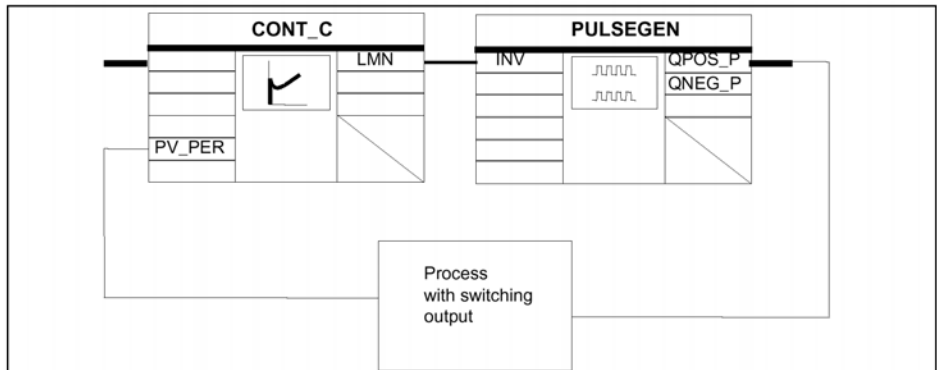 CONT_C
PULSEGEN
LMN
INV
QPOS_P
QNEG_P
PV_PER
Process
with switching
output